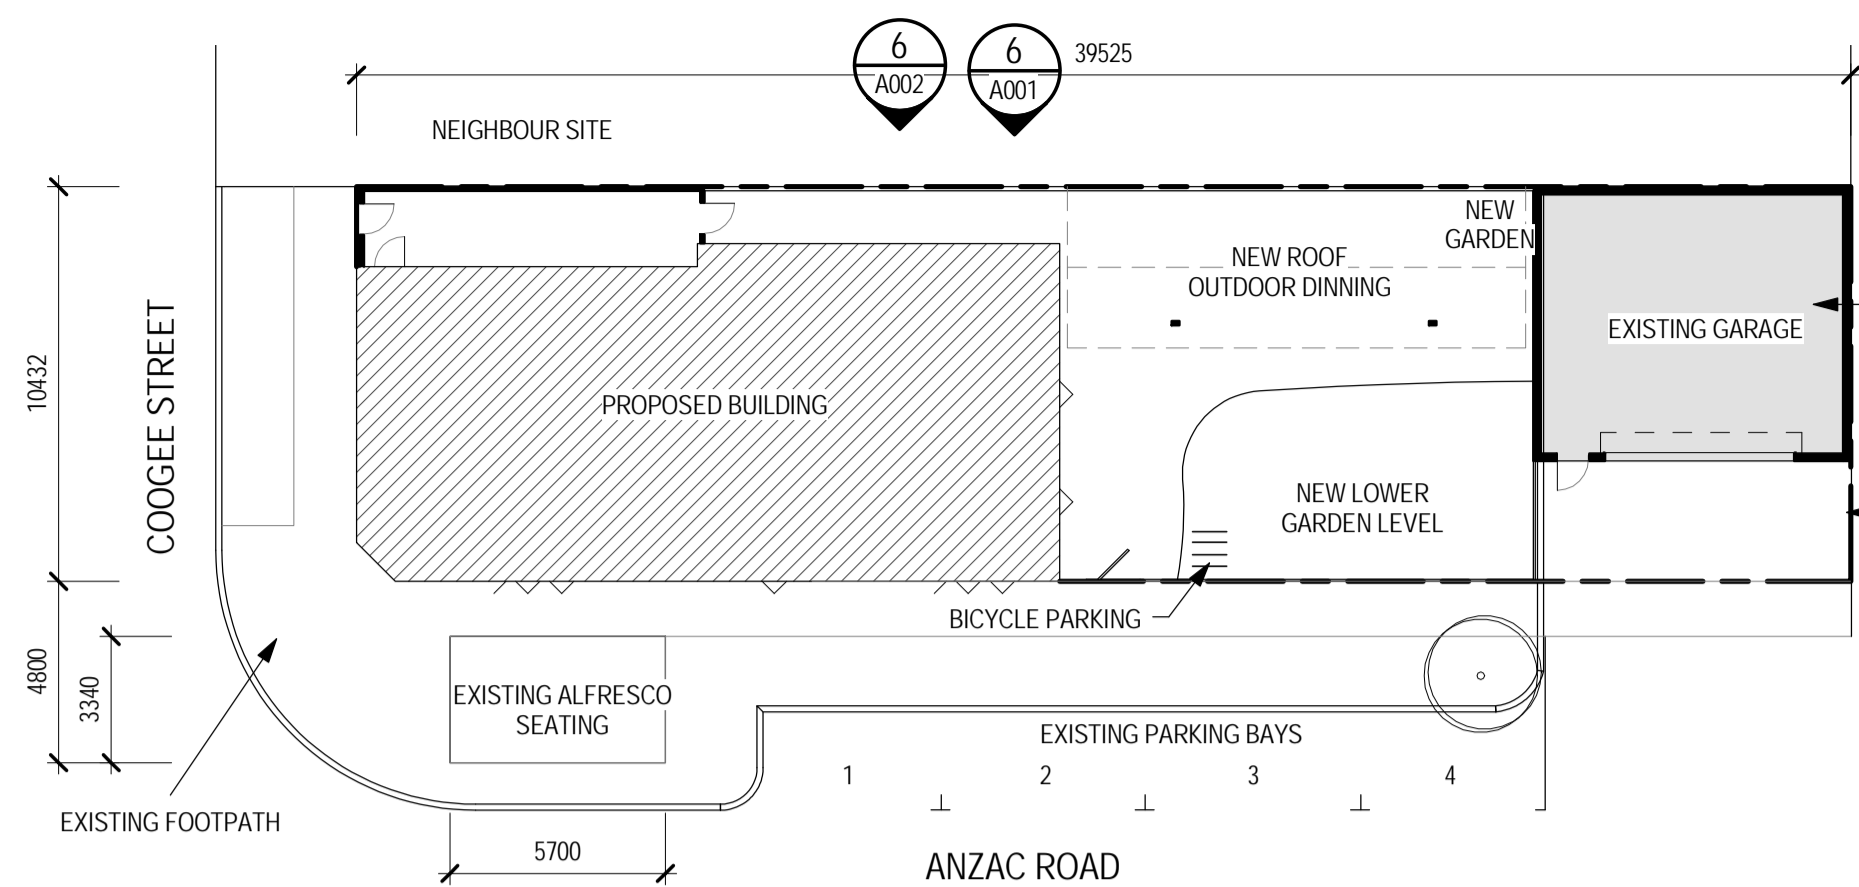 6
A002
6
A001
39525
NEIGHBOUR SITE
NEW
GARDEN
NEW ROOF
OUTDOOR DINNING
EXISTING GARAGE
10432
COOGEE STREET
PROPOSED BUILDING
NEW LOWER
GARDEN LEVEL
BICYCLE PARKING
4800
3340
EXISTING ALFRESCO
SEATING
EXISTING PARKING BAYS
1
2
3
4
EXISTING FOOTPATH
5700
ANZAC ROAD